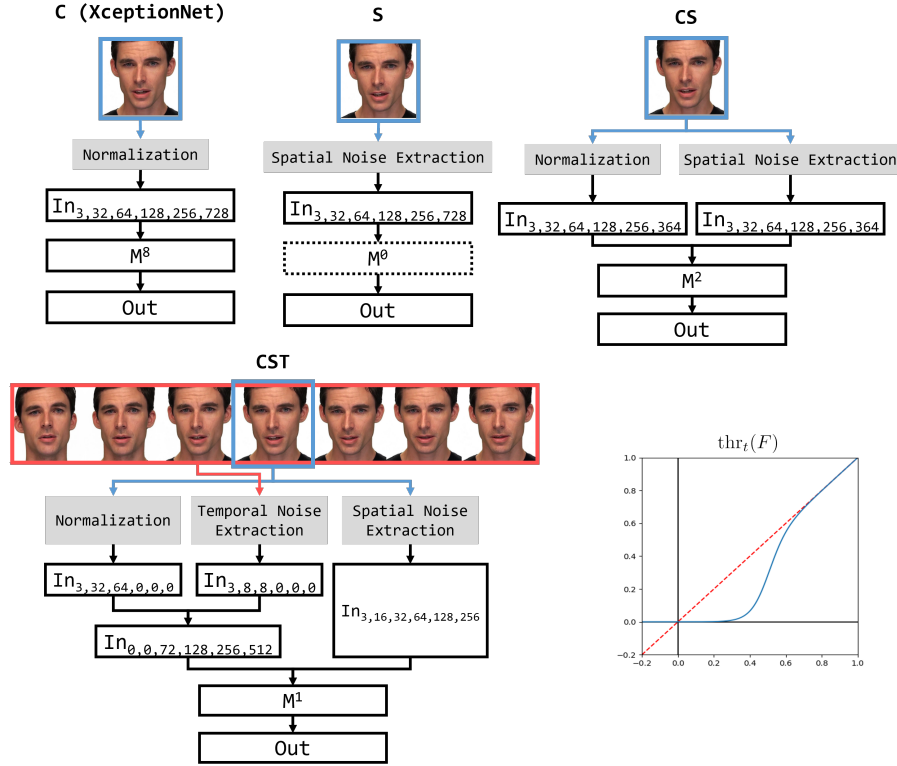 C (XceptionNet)
Normalization
In3,32,64,128,256,728
M8
Out
S
Spatial Noise Extraction
In3,32,64,128,256,728
M0
Out
CS
Normalization
Spatial Noise Extraction
In3,32,64,128,256,364
In3,32,64,128,256,364
M2
Out
CST
Normalization
Temporal Noise
Extraction
Spatial Noise
Extraction
In3,32,64,0,0,0
In3,8,8,0,0,0
In3,16,32,64,128,256
In0,0,72,128,256,512
M1
Out
thrt(F)
1.0
0.8
0.6
0.4
0.2
0.0
−0.2
−0.2 0.0 0.2 0.4 0.6 0.8 1.0